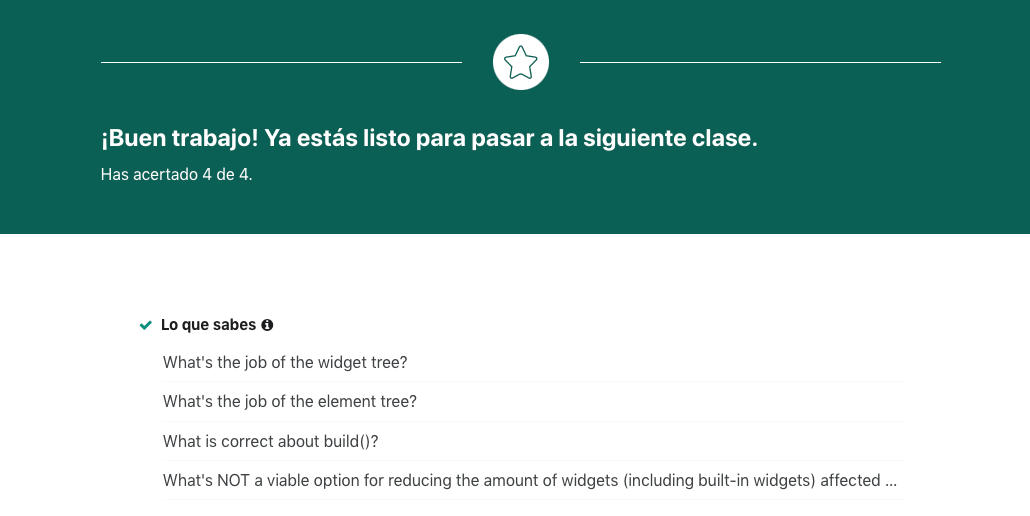 ¡Buen trabajo! Ya estás listo para pasar a la siguiente clase.
Has acertado 4 de 4.
Lo que sabes
What's the job of the widget tree?
What's the job of the element tree?
What is correct about build()?
What's NOT a viable option for reducing the amount of widgets (including built-in widgets) affected ...